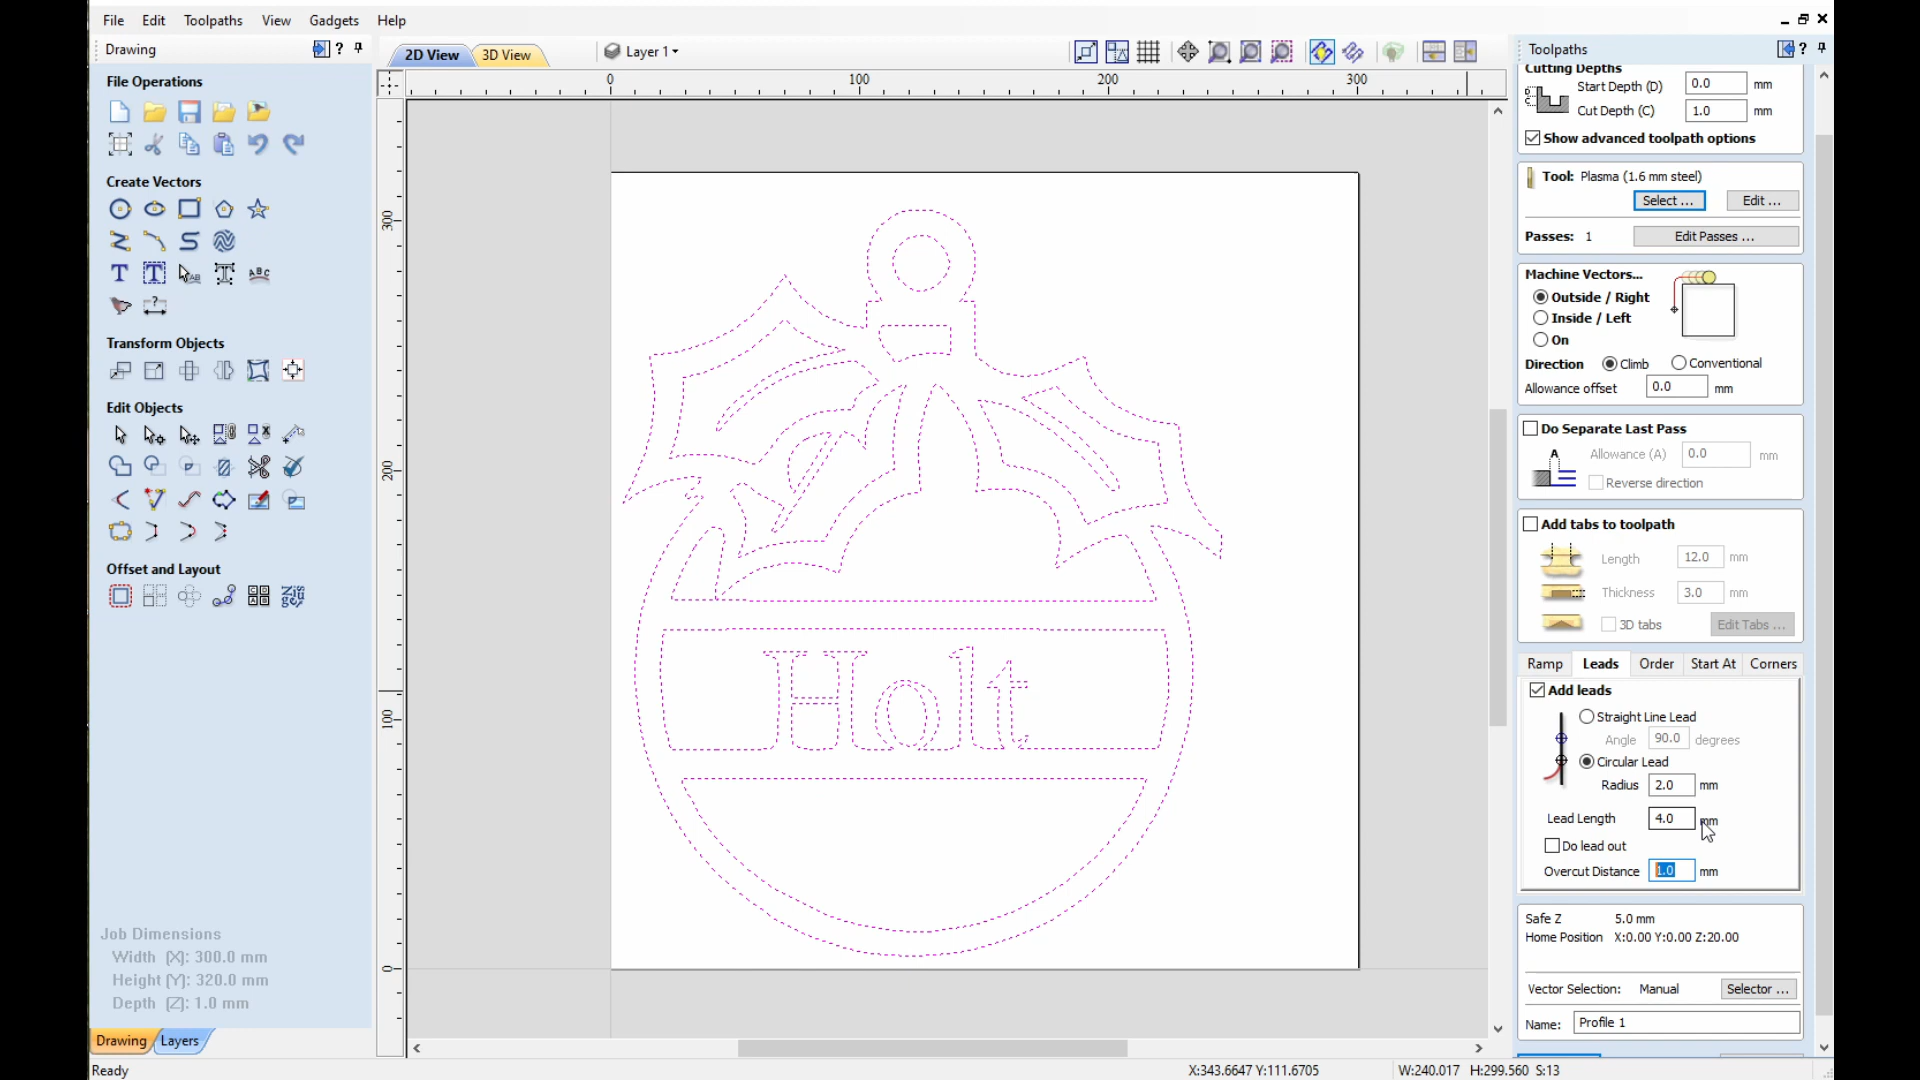 File Edit Toolpaths View Gadgets Help
Drawing
File Operations
Create Vectors
Transform Objects
Edit Objects
Offset and Layout
Job Dimensions
Width (X): 300.0 mm
Height (Y): 320.0 mm
Depth (Z): 1.0 mm
Drawing Layers
Ready
2D View 3D View Layer 1
0 100 200 300
300
200
100
0
Holt
X:343.6647 Y:111.6705
W:240.017 H:299.560 S:13
Toolpaths
Cutting Depths
Start Depth (D) 0.0 mm
Cut Depth (C) 1.0 mm
Show advanced toolpath options
Tool: Plasma (1.6 mm steel)
Select ... Edit ...
Passes: 1 Edit Passes ...
Machine Vectors...
Outside / Right
Inside / Left
On
Direction Climb Conventional
Allowance offset 0.0 mm
Do Separate Last Pass
A Allowance (A) 0.0 mm
Reverse direction
Add tabs to toolpath
Length 12.0 mm
Thickness 3.0 mm
3D tabs Edit Tabs ...
Ramp Leads Order Start At Corners
Add leads
Straight Line Lead
Angle 90.0 degrees
Circular Lead
Radius 2.0 mm
Lead Length 4.0 mm
Do lead out
Overcut Distance 1.0 mm
Safe Z 5.0 mm
Home Position X:0.00 Y:0.00 Z:20.00
Vector Selection: Manual Selector ...
Name: Profile 1